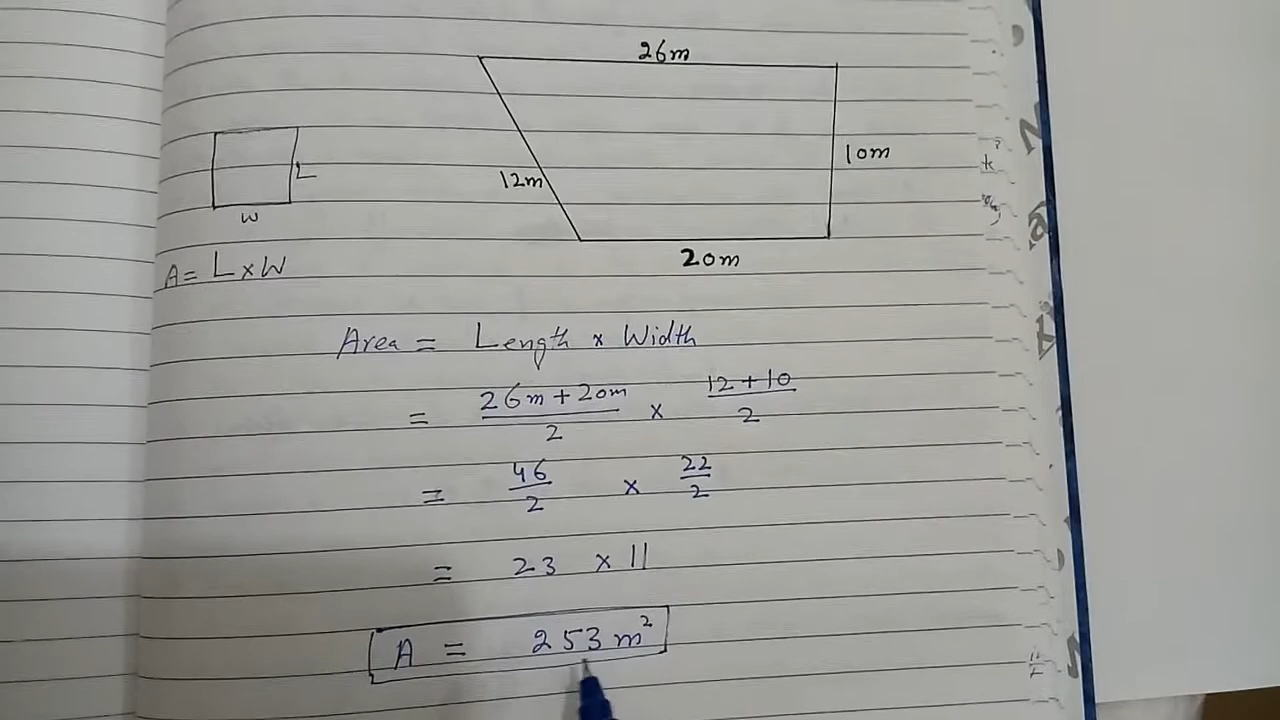 26m
10m
12m
20m
L
W
A = L x W
Area = Length x Width
= 26m + 20m / 2 x 12 + 10 / 2
= 46 / 2 x 22 / 2
= 23 x 11
A = 253 m²